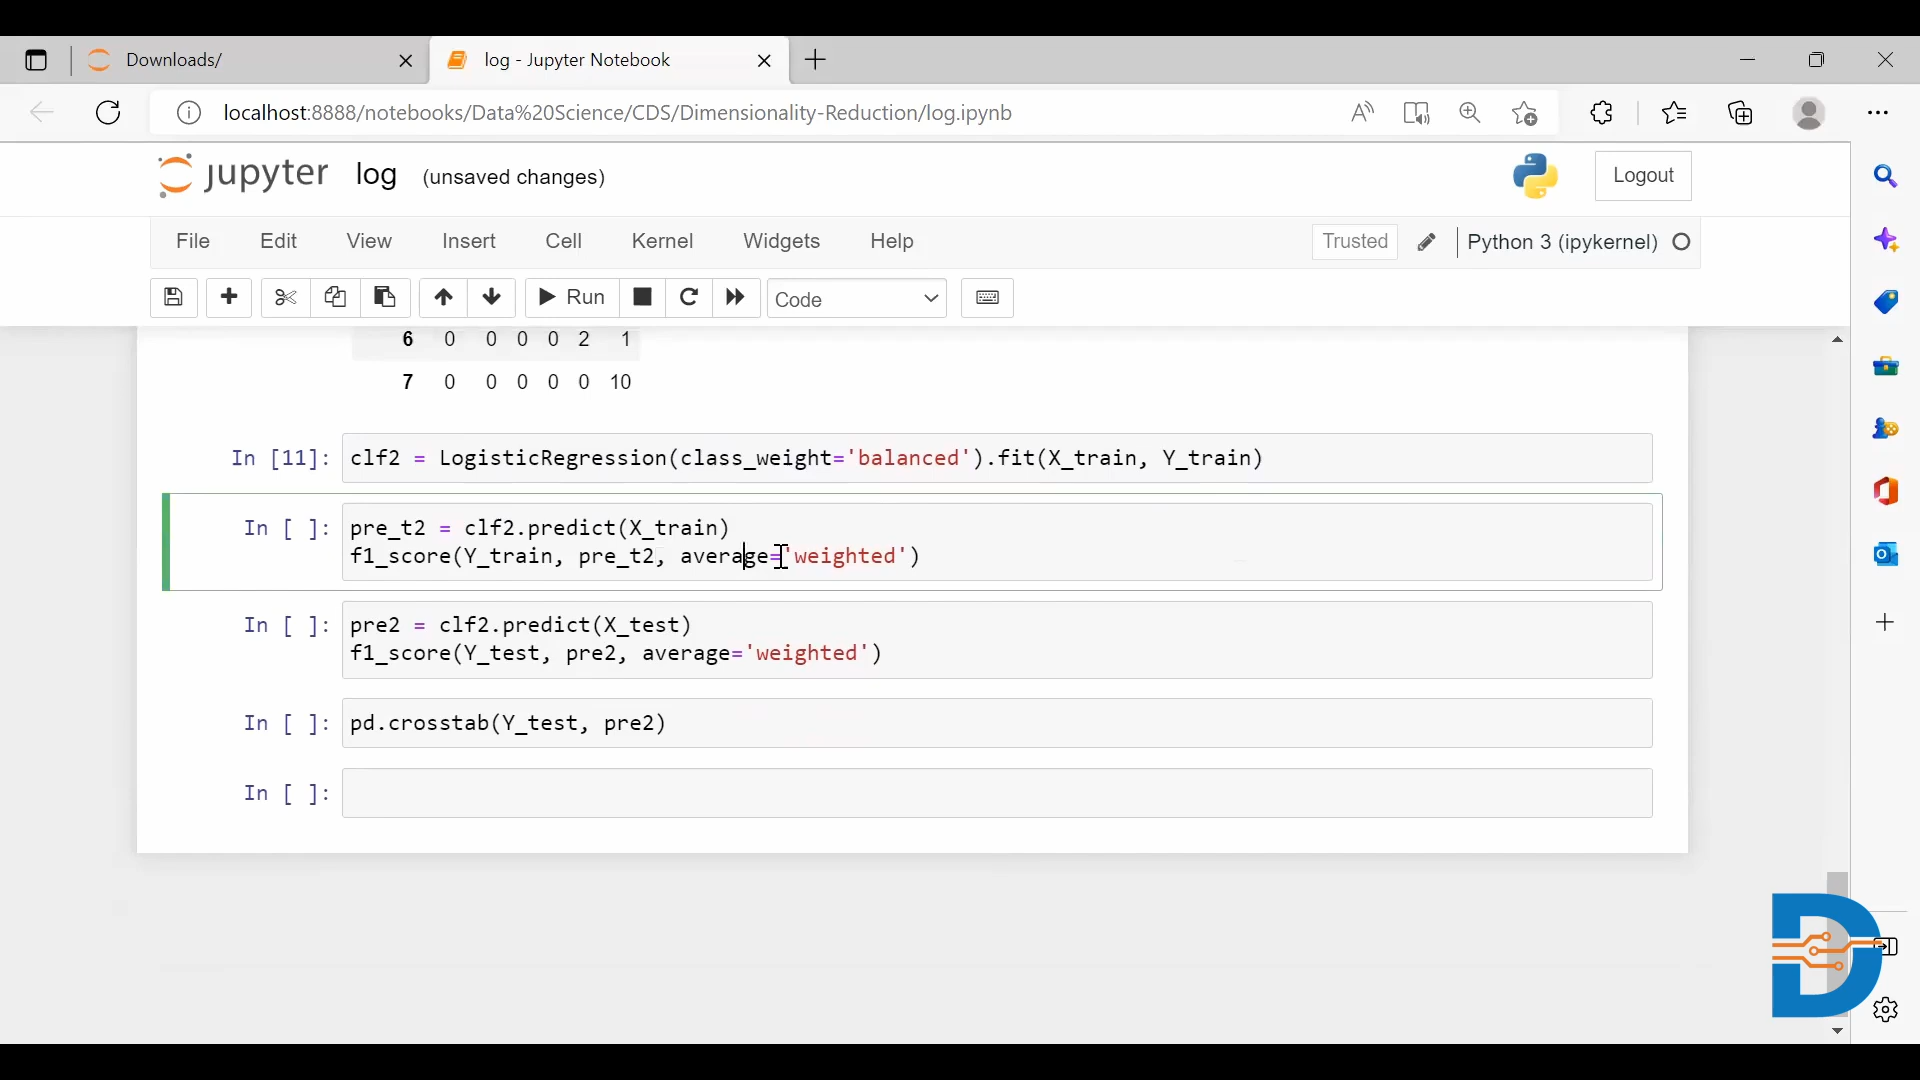 Downloads/
log - Jupyter Notebook
localhost:8888/notebooks/Data%20Science/CDS/Dimensionality-Reduction/log.ipynb
jupyter log (unsaved changes)
Logout
File Edit View Insert Cell Kernel Widgets Help
Trusted Python 3 (ipykernel)
Run
Code
6 0 0 0 0 2 1
7 0 0 0 0 0 10
In [11]: clf2 = LogisticRegression(class_weight='balanced').fit(X_train, Y_train)
In [ ]: pre_t2 = clf2.predict(X_train)
f1_score(Y_train, pre_t2, average='weighted')
In [ ]: pre2 = clf2.predict(X_test)
f1_score(Y_test, pre2, average='weighted')
In [ ]: pd.crosstab(Y_test, pre2)
In [ ]: